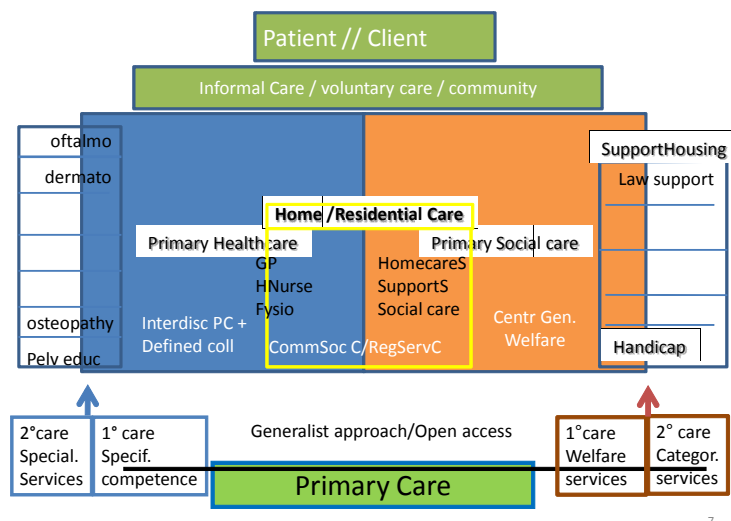 Patient // Client
Informal Care / voluntary care / community
oftalmo
dermato
osteopathy
Pelv educ
Home /Residential Care
Primary Healthcare
GP
HNurse
Fysio
Interdisc PC +
Defined coll
Primary Social care
HomecareS
SupportS
Social care
Centr Gen.
Welfare
CommSoc C/RegServC
SupportHousing
Law support
Handicap
2°care
Special.
Services
1° care
Specif.
competence
Generalist approach/Open access
Primary Care
1°care
Welfare
services
2° care
Categor.
services
7